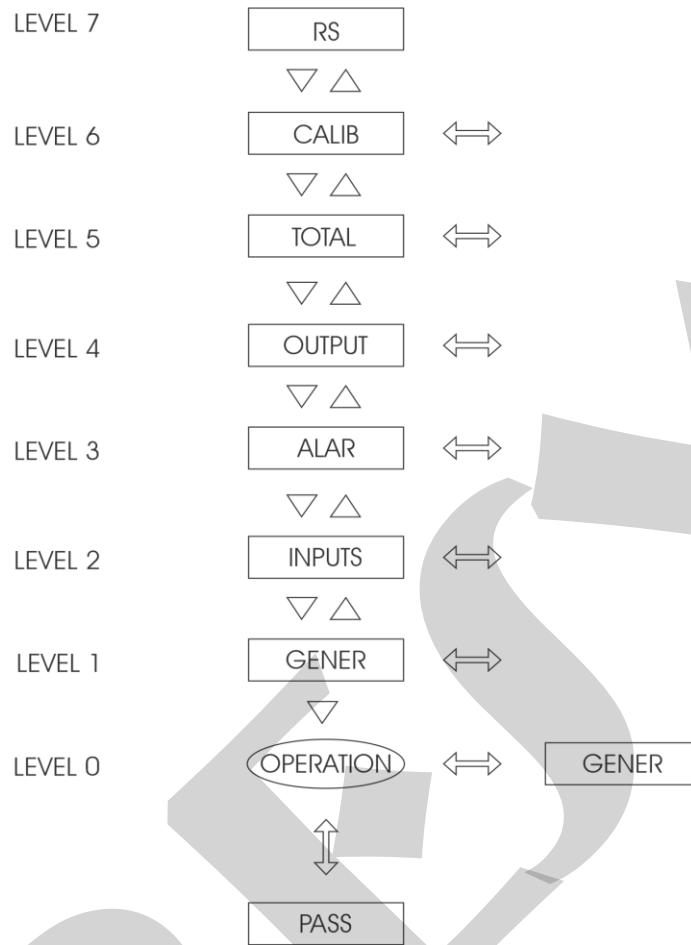 LEVEL 7 RS
LEVEL 6 CALIB
LEVEL 5 TOTAL
LEVEL 4 OUTPUT
LEVEL 3 ALAR
LEVEL 2 INPUTS
LEVEL 1 GENER
LEVEL 0 OPERATION GENER
PASS